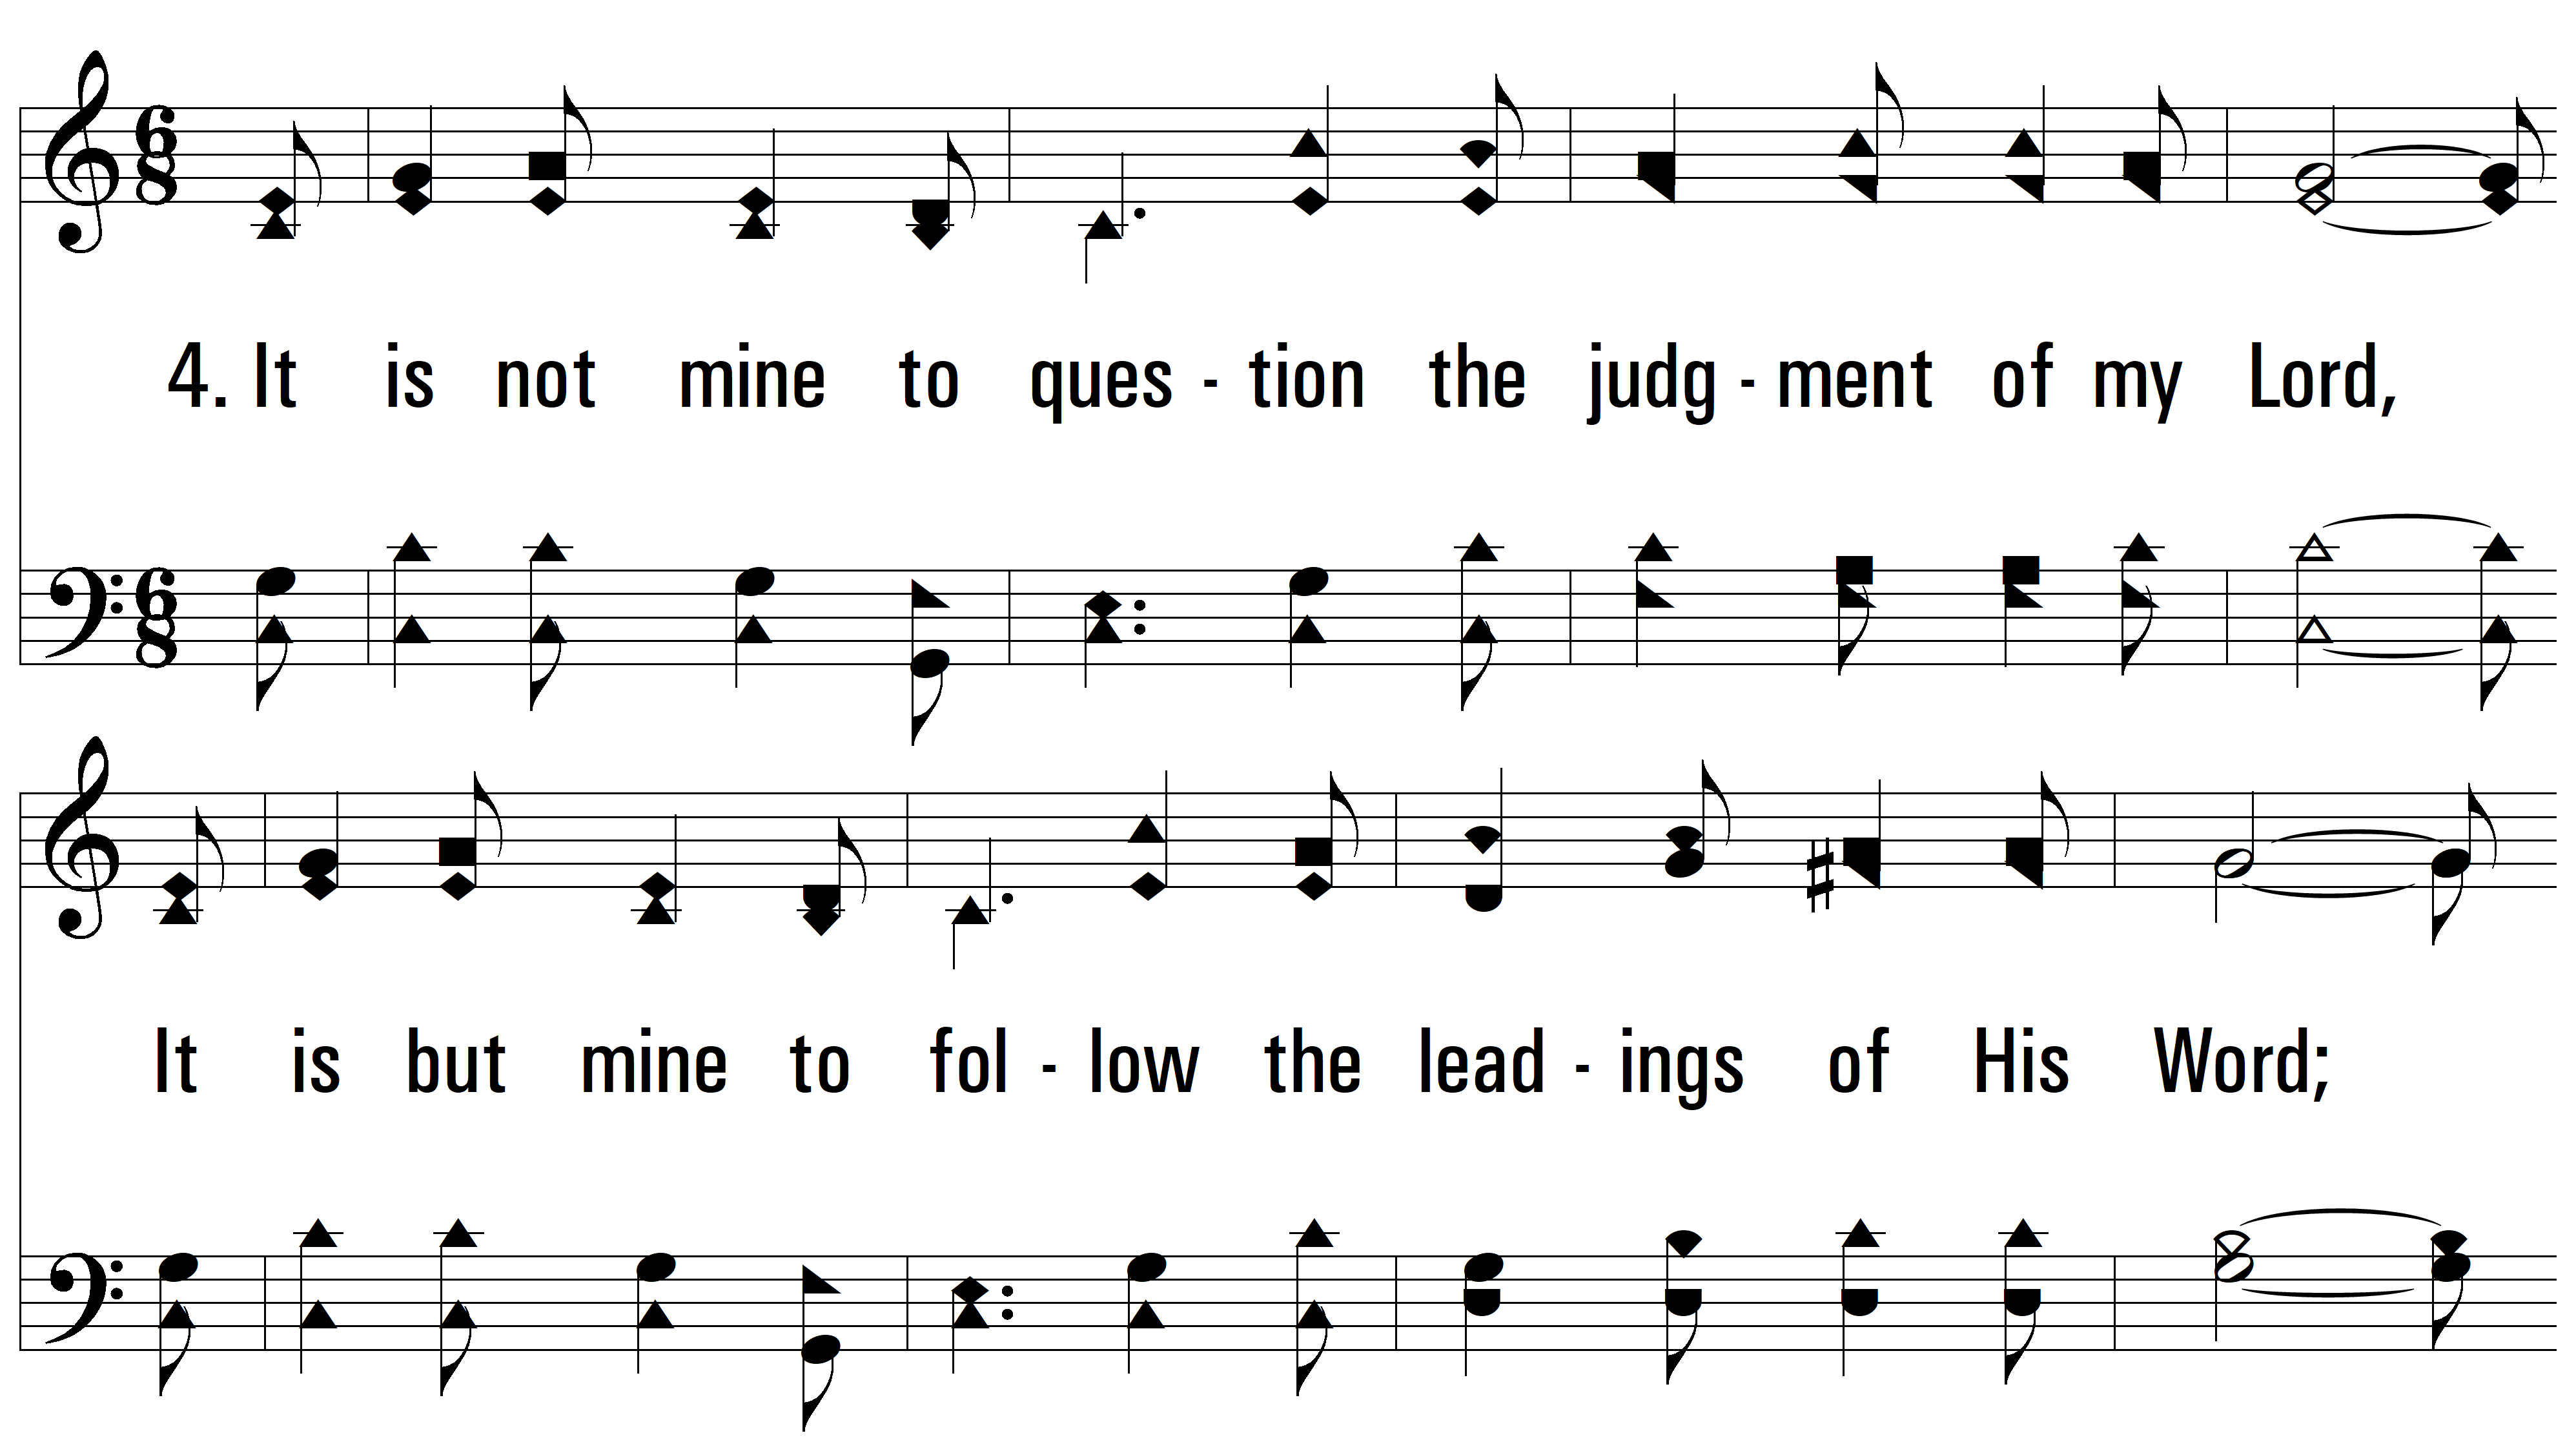 4. It is not mine to ques - tion the judg - ment of my Lord,
It is but mine to fol - low the lead - ings of His Word;